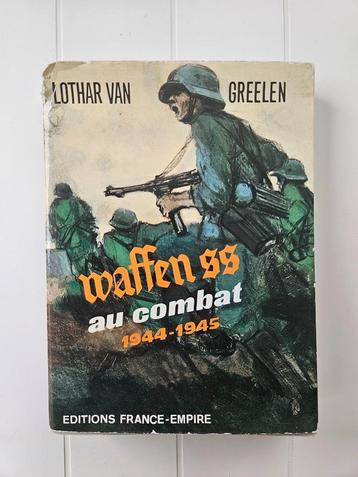 LOTHAR VAN GREELEN
waffen ss
au combat
1944-1945
EDITIONS FRANCE-EMPIRE